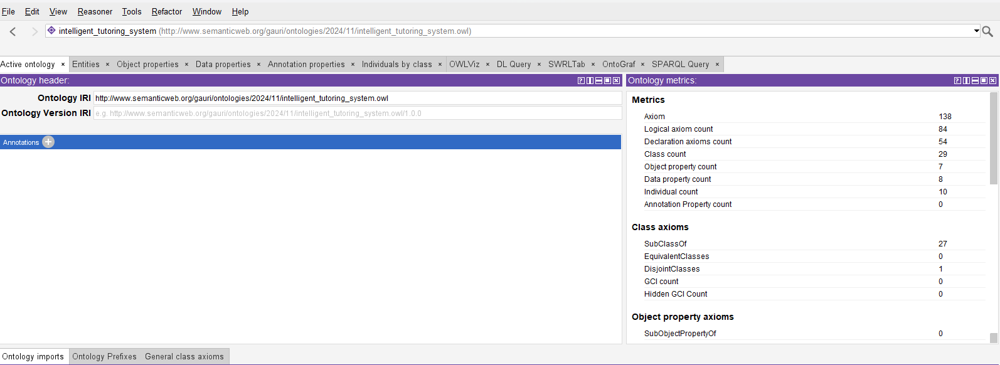 File Edit View Reasoner Tools Refactor Window Help
intelligent_tutoring_system (http://www.semanticweb.org/gauri/ontologies/2024/11/intelligent_tutoring_system.owl)
Active ontology × Entities × Object properties × Data properties × Annotation properties × Individuals by class × OWLViz × DL Query × SWRLTab × OntoGraf × SPARQL Query ×
Ontology header:
Ontology IRI http://www.semanticweb.org/gauri/ontologies/2024/11/intelligent_tutoring_system.owl
Ontology Version IRI e.g. http://www.semanticweb.org/gauri/ontologies/2024/11/intelligent_tutoring_system.owl/1.0.0
Annotations
Ontology metrics:
Metrics
Axiom 138
Logical axiom count 84
Declaration axioms count 54
Class count 29
Object property count 7
Data property count 8
Individual count 10
Annotation Property count 0
Class axioms
SubClassOf 27
EquivalentClasses 0
DisjointClasses 1
GCI count 0
Hidden GCI Count 0
Object property axioms
SubObjectPropertyOf 0
Ontology imports Ontology Prefixes General class axioms